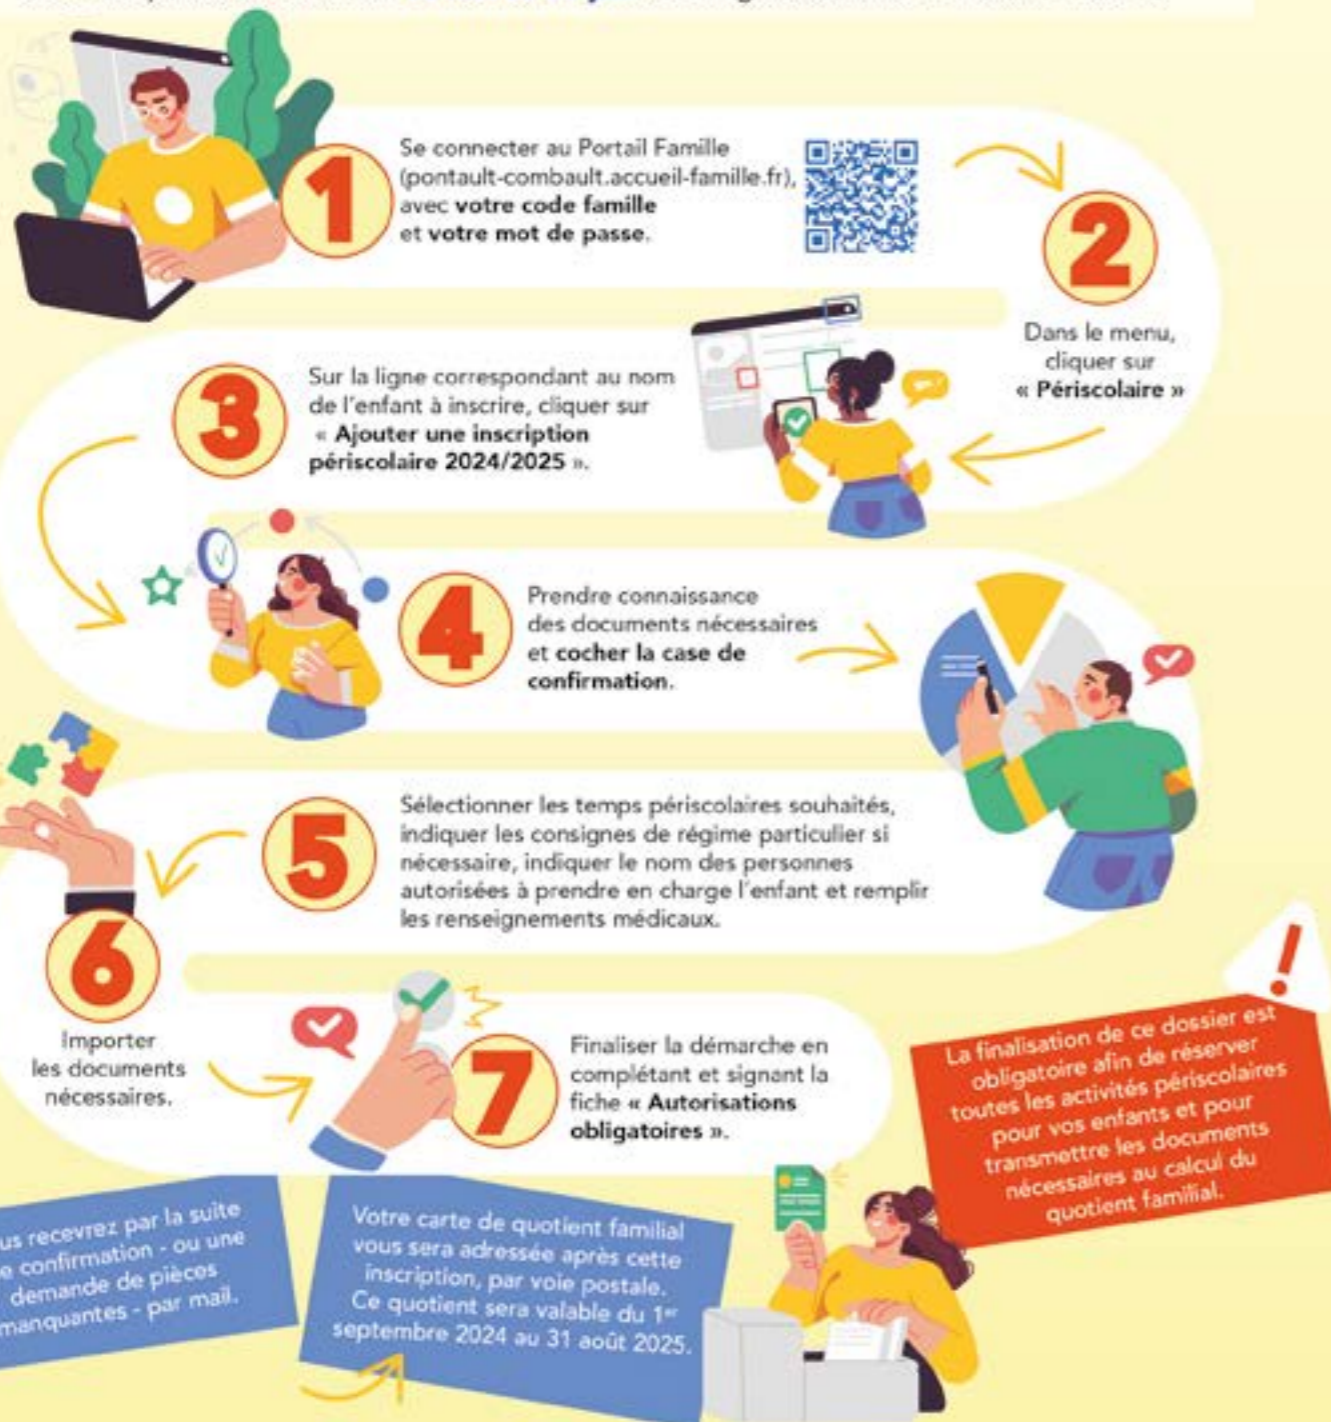 1
Se connecter au Portail Famille
(pontault-combault.accueil-famille.fr),
avec votre code famille
et votre mot de passe.
2
Dans le menu,
cliquer sur
« Périscolaire »
3
Sur la ligne correspondant au nom
de l'enfant à inscrire, cliquer sur
« Ajouter une inscription
périscolaire 2024/2025 ».
4
Prendre connaissance
des documents nécessaires
et cocher la case de
confirmation.
5
Sélectionner les temps périscolaires souhaités,
indiquer les consignes de régime particulier si
nécessaire, indiquer le nom des personnes
autorisées à prendre en charge l'enfant et remplir
les renseignements médicaux.
6
Importer
les documents
nécessaires.
7
Finaliser la démarche en
complétant et signant la
fiche « Autorisations
obligatoires ».
!
La finalisation de ce dossier est
obligatoire afin de réserver
toutes les activités périscolaires
pour vos enfants et pour
transmettre les documents
nécessaires au calcul du
quotient familial.
us recevrez par la suite
e confirmation - ou une
demande de pièces
manquantes - par mail.
Votre carte de quotient familial
vous sera adressée après cette
inscription, par voie postale.
Ce quotient sera valable du 1er
septembre 2024 au 31 août 2025.